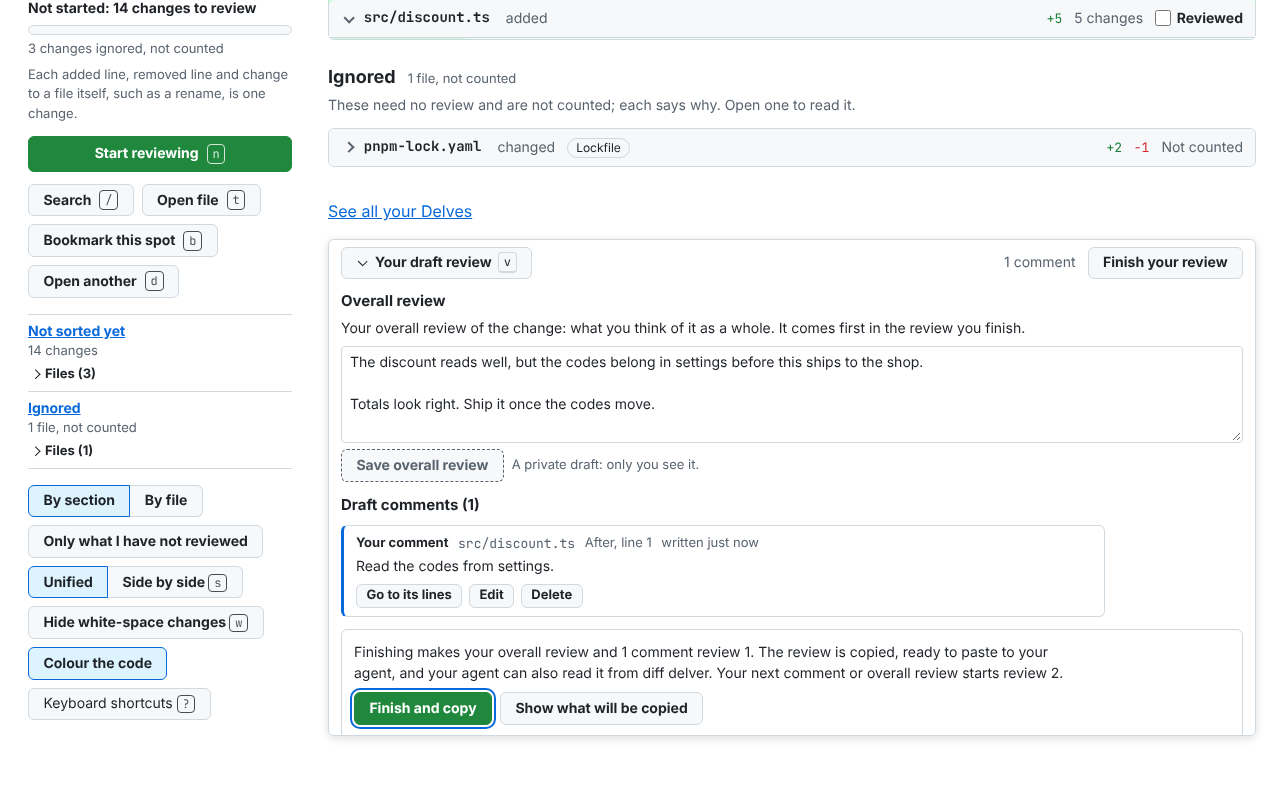 Not started: 14 changes to review
3 changes ignored, not counted
Each added line, removed line and change
to a file itself, such as a rename, is one
change.
Start reviewing n
Search /
Open file t
Bookmark this spot b
Open another d
Not sorted yet
14 changes
Files (3)
Ignored
1 file, not counted
Files (1)
By section
By file
Only what I have not reviewed
Unified
Side by side s
Hide white-space changes w
Colour the code
Keyboard shortcuts ?
src/discount.ts added +5 5 changes Reviewed
Ignored 1 file, not counted
These need no review and are not counted; each says why. Open one to read it.
pnpm-lock.yaml changed Lockfile +2 -1 Not counted
See all your Delves
Your draft review v 1 comment Finish your review
Overall review
Your overall review of the change: what you think of it as a whole. It comes first in the review you finish.
The discount reads well, but the codes belong in settings before this ships to the shop.
Totals look right. Ship it once the codes move.
Save overall review A private draft: only you see it.
Draft comments (1)
Your comment src/discount.ts After, line 1 written just now
Read the codes from settings.
Go to its lines Edit Delete
Finishing makes your overall review and 1 comment review 1. The review is copied, ready to paste to your
agent, and your agent can also read it from diff delver. Your next comment or overall review starts review 2.
Finish and copy Show what will be copied